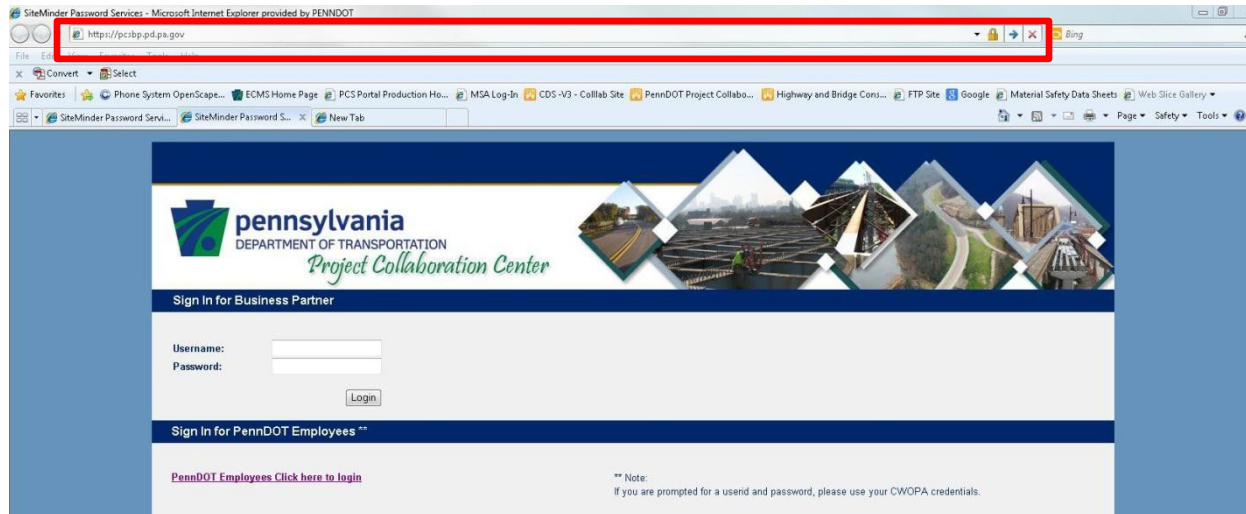 SiteMinder Password Services - Microsoft Internet Explorer provided by PENNDOT
https://pcsbp.pd.pa.gov
Bing
File Edit View Favorites Tools Help
x Convert Select
Favorites Phone System OpenScape... ECMS Home Page PCS Portal Production Ho... MSA Log-In CDS -V3 - Colllab Site PennDOT Project Collabo... Highway and Bridge Cons... FTP Site Google Material Safety Data Sheets Web Slice Gallery
SiteMinder Password Servi... SiteMinder Password S... X New Tab Page Safety Tools
pennsylvania
DEPARTMENT OF TRANSPORTATION
Project Collaboration Center
Sign In for Business Partner
Username:
Password:
Login
Sign In for PennDOT Employees **
PennDOT Employees Click here to login
** Note:
If you are prompted for a userid and password, please use your CWOPA credentials.